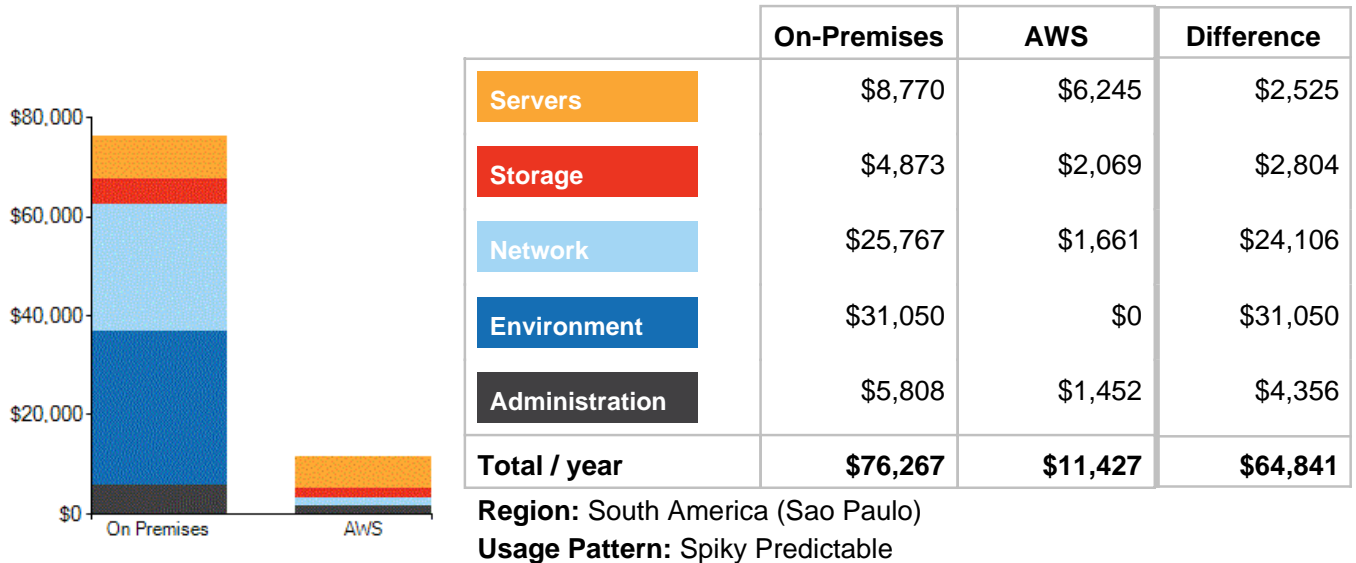 $80,000
$60,000
$40,000
$20,000
$0
On Premises AWS
On-Premises AWS Difference
Servers $8,770 $6,245 $2,525
Storage $4,873 $2,069 $2,804
Network $25,767 $1,661 $24,106
Environment $31,050 $0 $31,050
Administration $5,808 $1,452 $4,356
Total / year $76,267 $11,427 $64,841
Region: South America (Sao Paulo)
Usage Pattern: Spiky Predictable